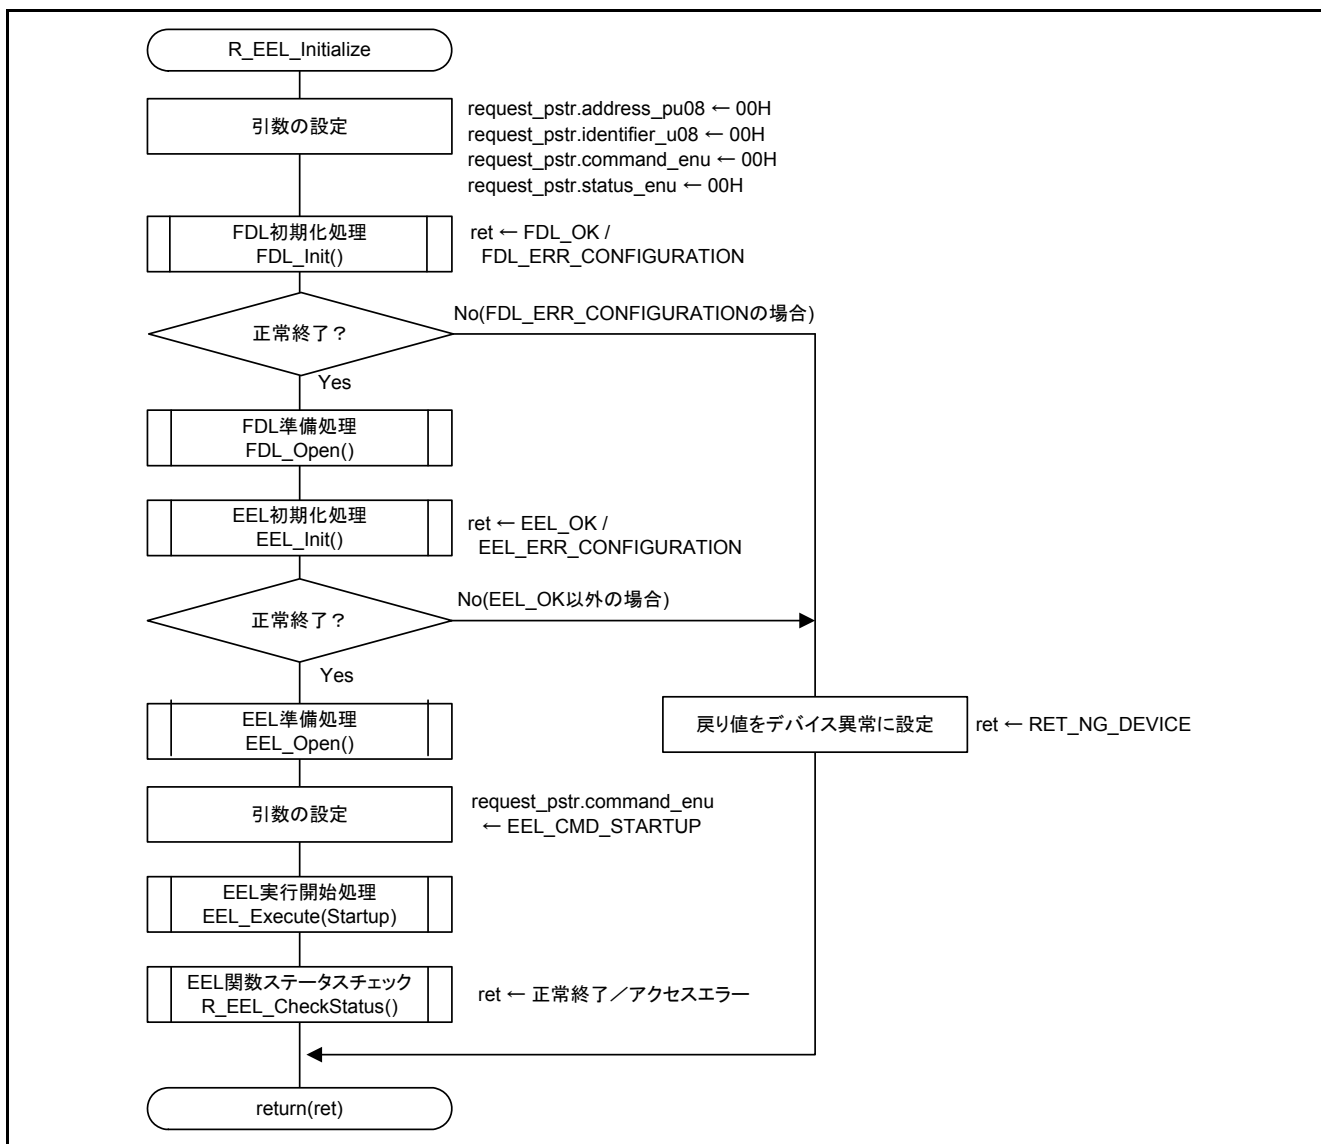 R_EEL_Initialize
引数の設定
request_pstr.address_pu08 ← 00H
request_pstr.identifier_u08 ← 00H
request_pstr.command_enu ← 00H
request_pstr.status_enu ← 00H
FDL初期化処理
FDL_Init()
ret ← FDL_OK /
FDL_ERR_CONFIGURATION
正常終了?
No(FDL_ERR_CONFIGURATIONの場合)
Yes
FDL準備処理
FDL_Open()
EEL初期化処理
EEL_Init()
ret ← EEL_OK /
EEL_ERR_CONFIGURATION
正常終了?
No(EEL_OK以外の場合)
Yes
EEL準備処理
EEL_Open()
戻り値をデバイス異常に設定
ret ← RET_NG_DEVICE
引数の設定
request_pstr.command_enu
← EEL_CMD_STARTUP
EEL実行開始処理
EEL_Execute(Startup)
EEL関数ステータスチェック
R_EEL_CheckStatus()
ret ← 正常終了/アクセスエラー
return(ret)